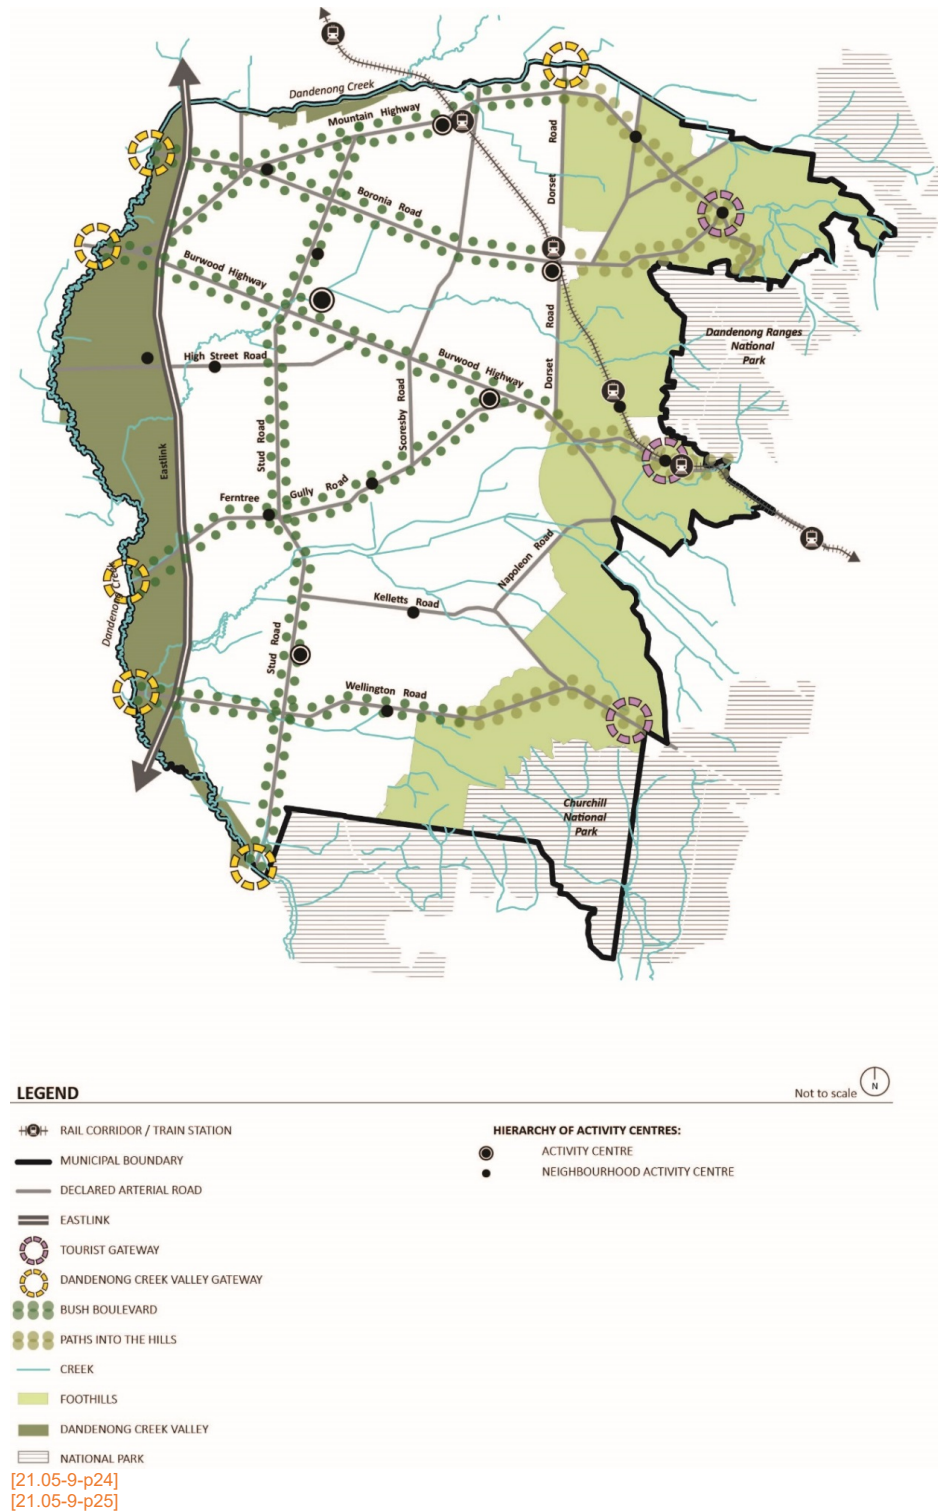 Dandenong Creek
Mountain Highway
Road
Dorset
Boronia Road
Burwood Highway
Road
Dandenong Ranges
National
Park
High Street Road
Burwood Highway
Dorset
Scoresby Road
Stud Road
Eastlink
Ferntree Gully Road
Napoleon Road
Dandenong Creek
Kelletts Road
Stud Road
Wellington Road
Churchill
National
Park
LEGEND
Not to scale
N
RAIL CORRIDOR / TRAIN STATION
MUNICIPAL BOUNDARY
DECLARED ARTERIAL ROAD
EASTLINK
TOURIST GATEWAY
DANDENONG CREEK VALLEY GATEWAY
BUSH BOULEVARD
PATHS INTO THE HILLS
CREEK
FOOTHILLS
DANDENONG CREEK VALLEY
NATIONAL PARK
HIERARCHY OF ACTIVITY CENTRES:
ACTIVITY CENTRE
NEIGHBOURHOOD ACTIVITY CENTRE
[21.05-9-p24]
[21.05-9-p25]